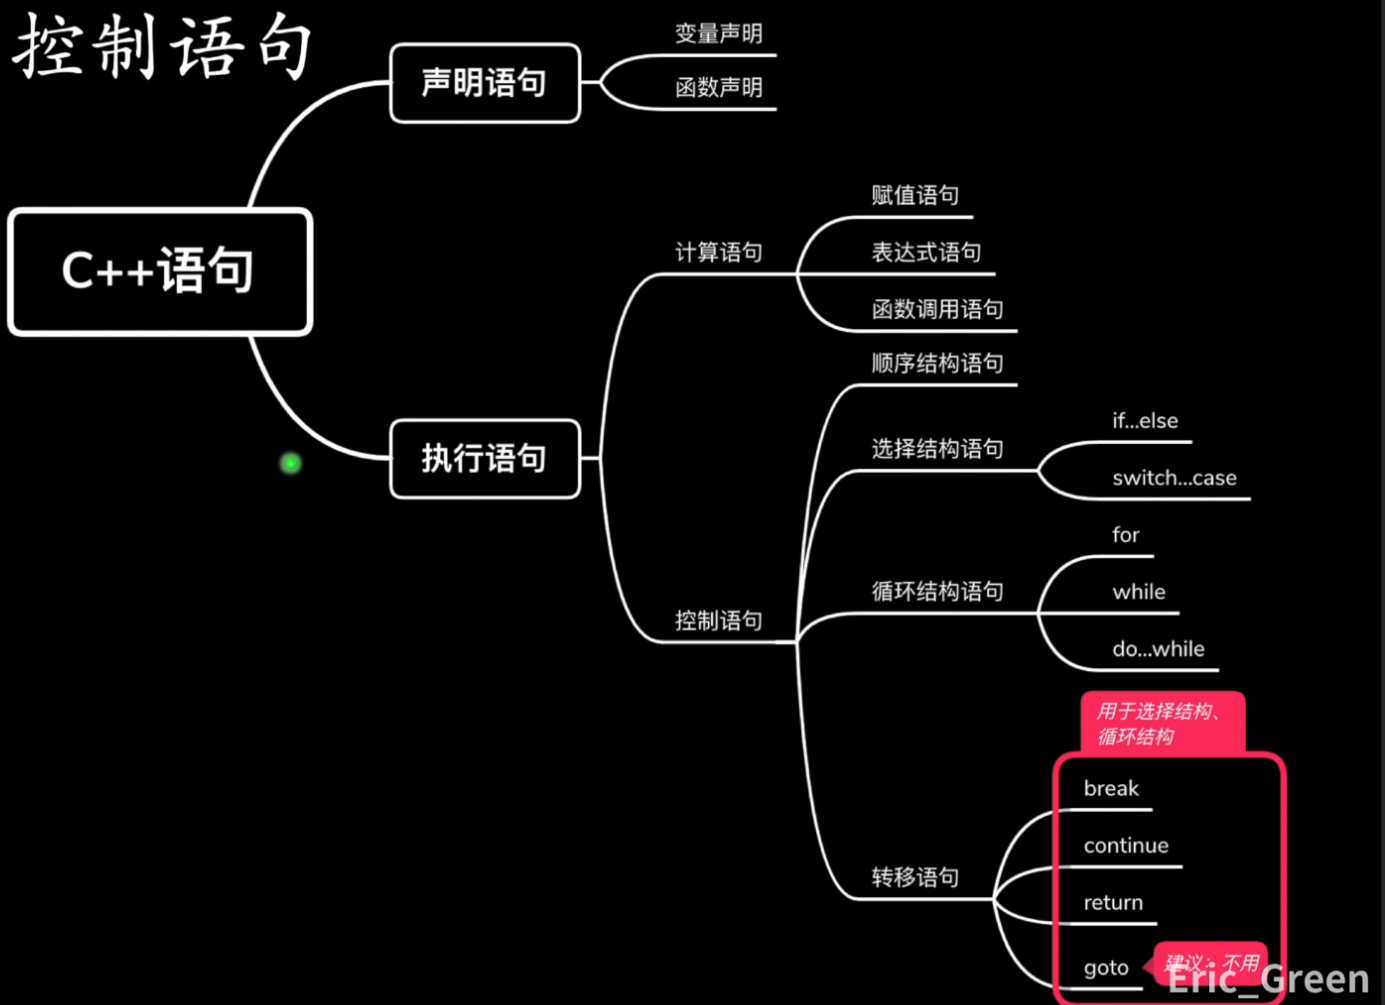 控制语句
声明语句
变量声明
函数声明
C++语句
执行语句
计算语句
赋值语句
表达式语句
函数调用语句
控制语句
顺序结构语句
选择结构语句
if...else
switch...case
循环结构语句
for
while
do...while
转移语句
用于选择结构、
循环结构
break
continue
return
goto
建议：不用
Eric_Green